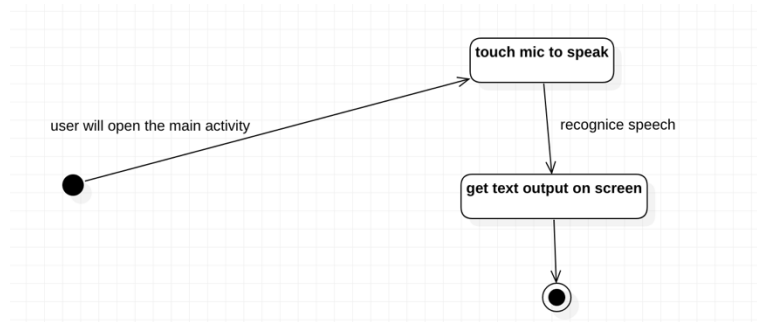 touch mic to speak
user will open the main activity
recognice speech
get text output on screen